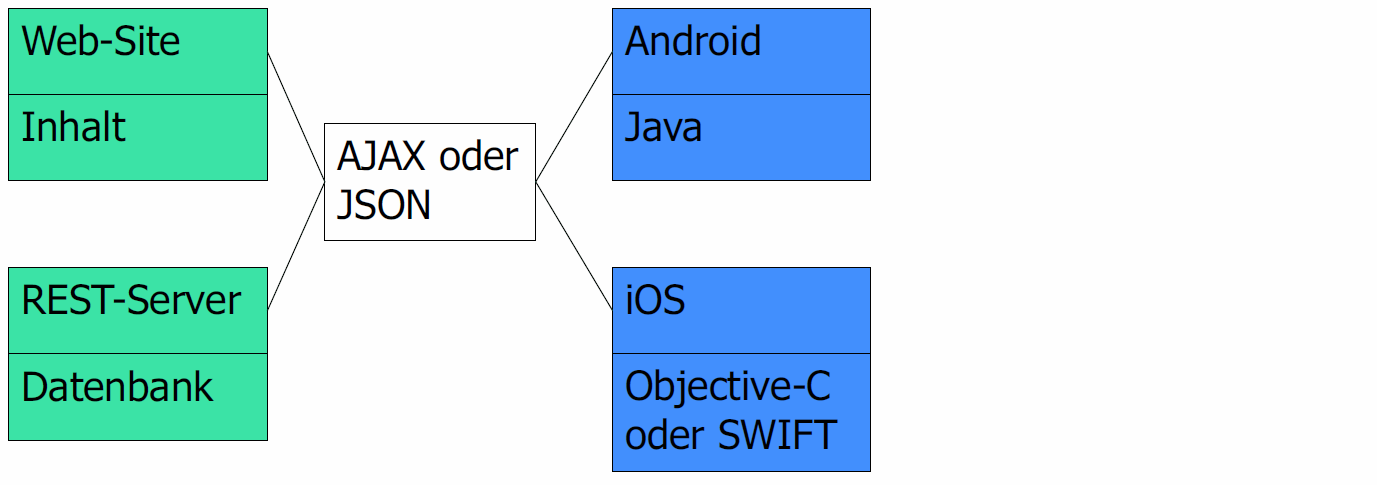 Web-Site
Inhalt
REST-Server
Datenbank
AJAX oder
JSON
Android
Java
iOS
Objective-C
oder SWIFT